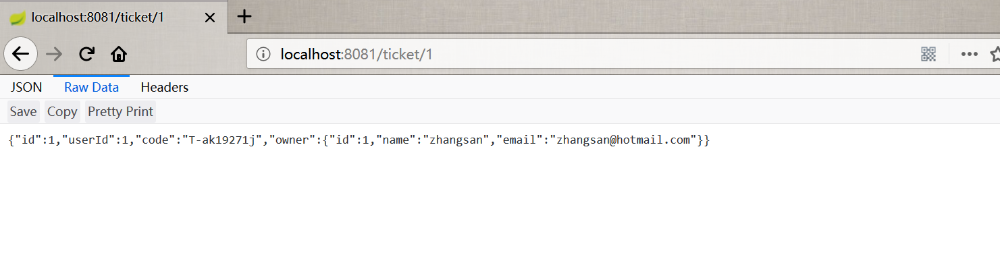 localhost:8081/ticket/1
localhost:8081/ticket/1
JSON Raw Data Headers
Save Copy Pretty Print
{"id":1,"userId":1,"code":"T-ak19271j","owner":{"id":1,"name":"zhangsan","email":"zhangsan@hotmail.com"}}